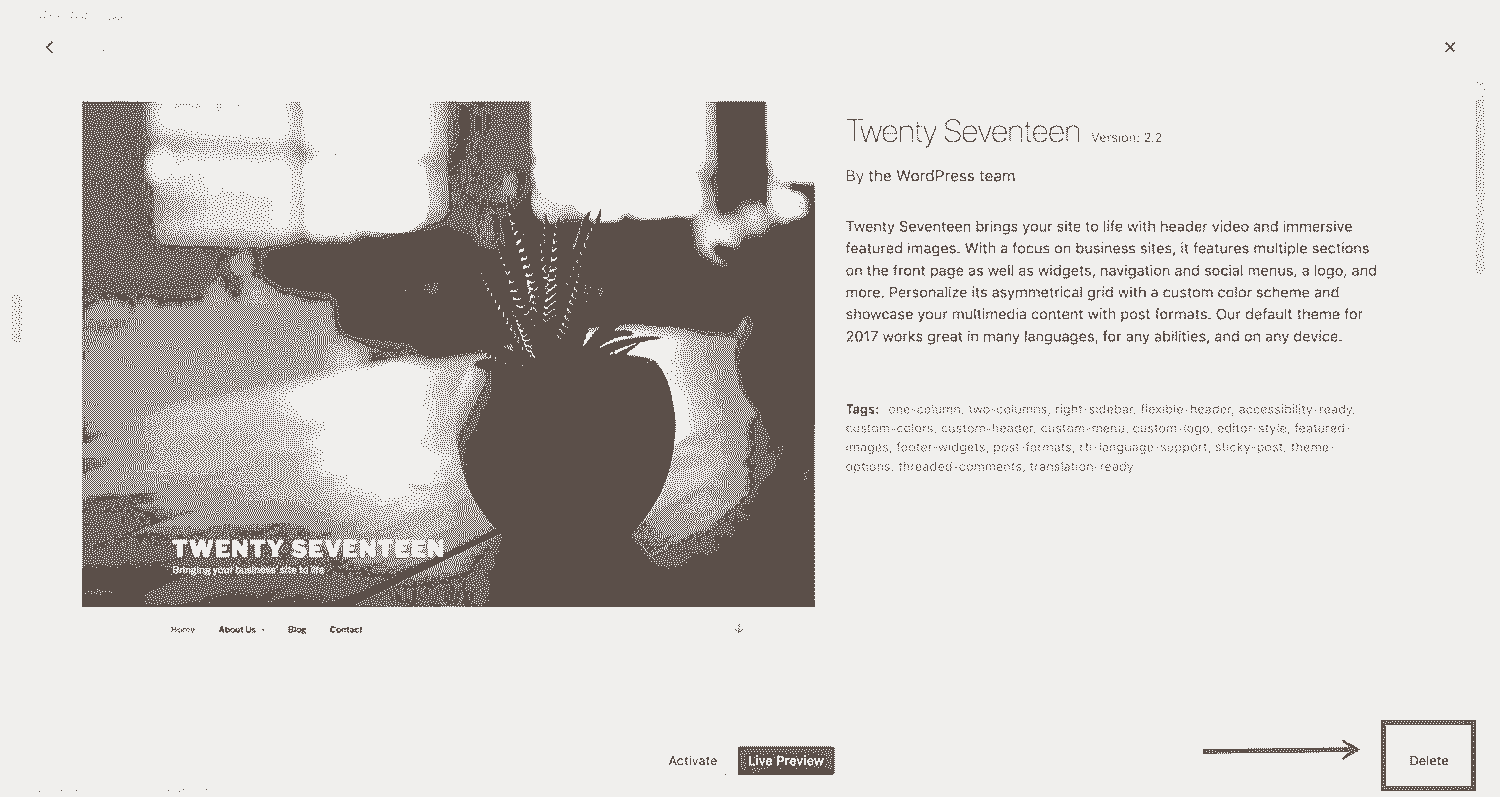 Twenty Seventeen Version: 2.2
By the WordPress team
Twenty Seventeen brings your site to life with header video and immersive
featured images. With a focus on business sites, it features multiple sections
on the front page as well as widgets, navigation and social menus, a logo, and
more. Personalize its asymmetrical grid with a custom color scheme and
showcase your multimedia content with post formats. Our default theme for
2017 works great in many languages, for any abilities, and on any device.
Tags: one-column, two-columns, right-sidebar, flexible-header, accessibility-ready,
custom-colors, custom-header, custom-menu, custom-logo, editor-style, featured-
images, footer-widgets, post-formats, rtl-language-support, sticky-post, theme-
options, threaded-comments, translation-ready
TWENTY SEVENTEEN
Bringing your business' site to life
Home About Us Blog Contact
Activate Live Preview Delete